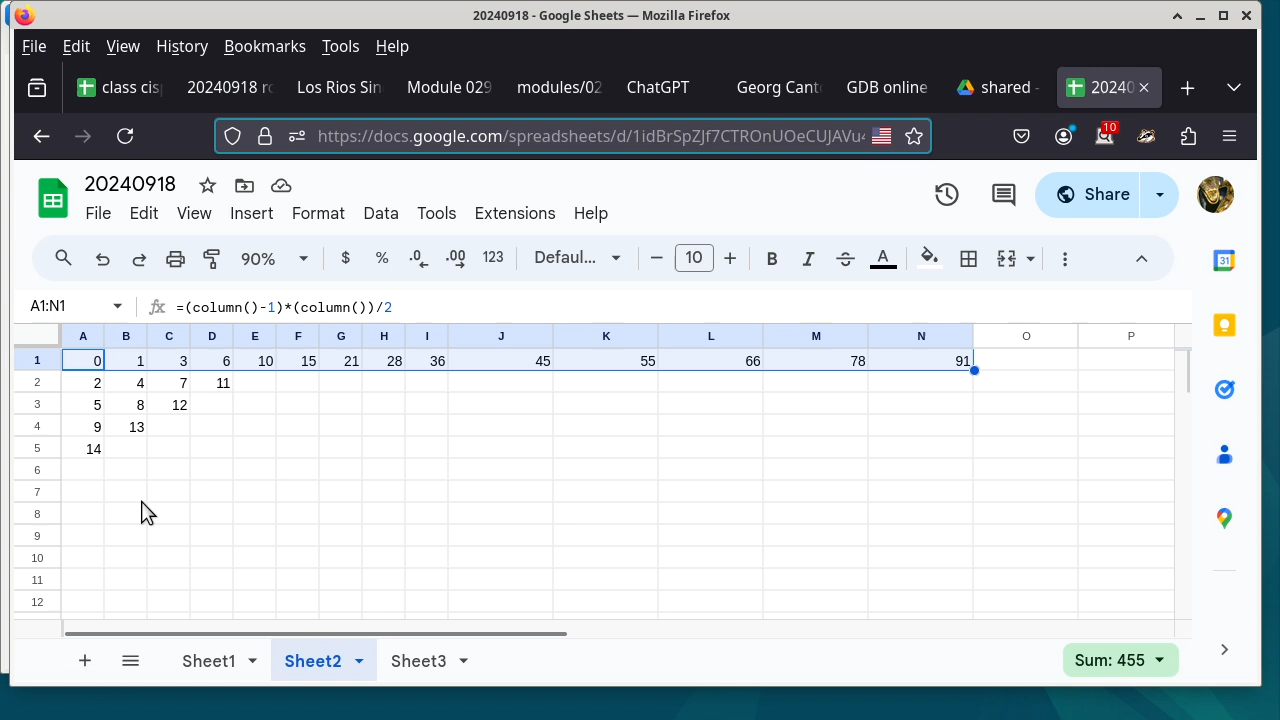 20240918 - Google Sheets — Mozilla Firefox
File Edit View History Bookmarks Tools Help
class cis 20240918 ro Los Rios Sin Module 029 modules/02 ChatGPT Georg Cant GDB online shared - 20240
https://docs.google.com/spreadsheets/d/1idBrSpZJf7CTROnUOeCUJAVu 10
20240918
Share
File Edit View Insert Format Data Tools Extensions Help
90% $ % .0 .00 123 Defaul... 10 B I S A
31
A1:N1 fx =(column()-1)*(column())/2
A B C D E F G H I J K L M N O P
1 0 1 3 6 10 15 21 28 36 45 55 66 78 91
2 2 4 7 11
3 5 8 12
4 9 13
5 14
6
7
8
9
10
11
12
Sheet1 Sheet2 Sheet3 Sum: 455